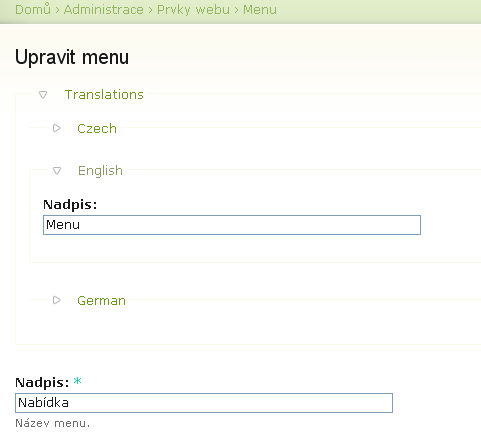 Domů › Administrace › Prvky webu › Menu
Upravit menu
Translations
Czech
English
Nadpis:
Menu
German
Nadpis: *
Nabídka
Název menu.